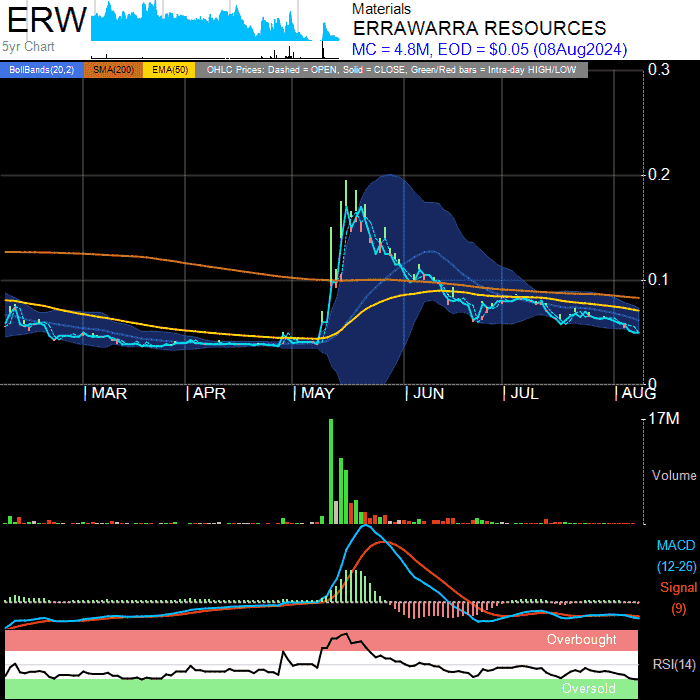 ERW
5yr Chart
Materials
ERRAWARRA RESOURCES
MC = 4.8M, EOD = $0.05 (08Aug2024)
BollBands(20,2) SMA(200) EMA(50) OHLC Prices: Dashed = OPEN, Solid = CLOSE, Green/Red bars = Intra-day HIGH/LOW
0.3
0.2
0.1
0
| MAR | APR | MAY | JUN | JUL | AUG
17M
Volume
MACD
(12-26)
Signal
(9)
Overbought
RSI(14)
Oversold